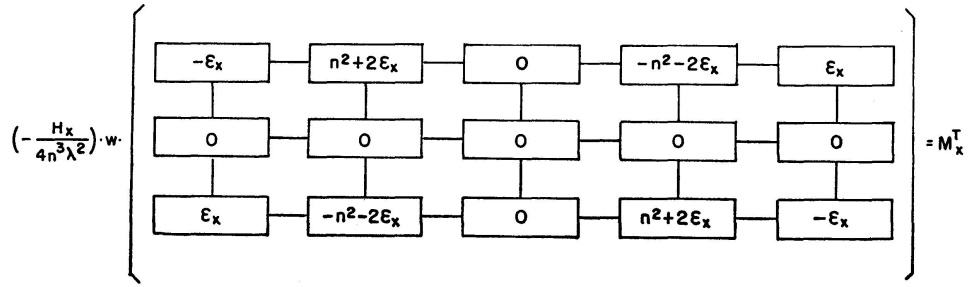 -εx n²+2εx 0 -n²-2εx εx
(-Hx/4n³λ²)·w· 0 0 0 0 0 = MxT
εx -n²-2εx 0 n²+2εx -εx